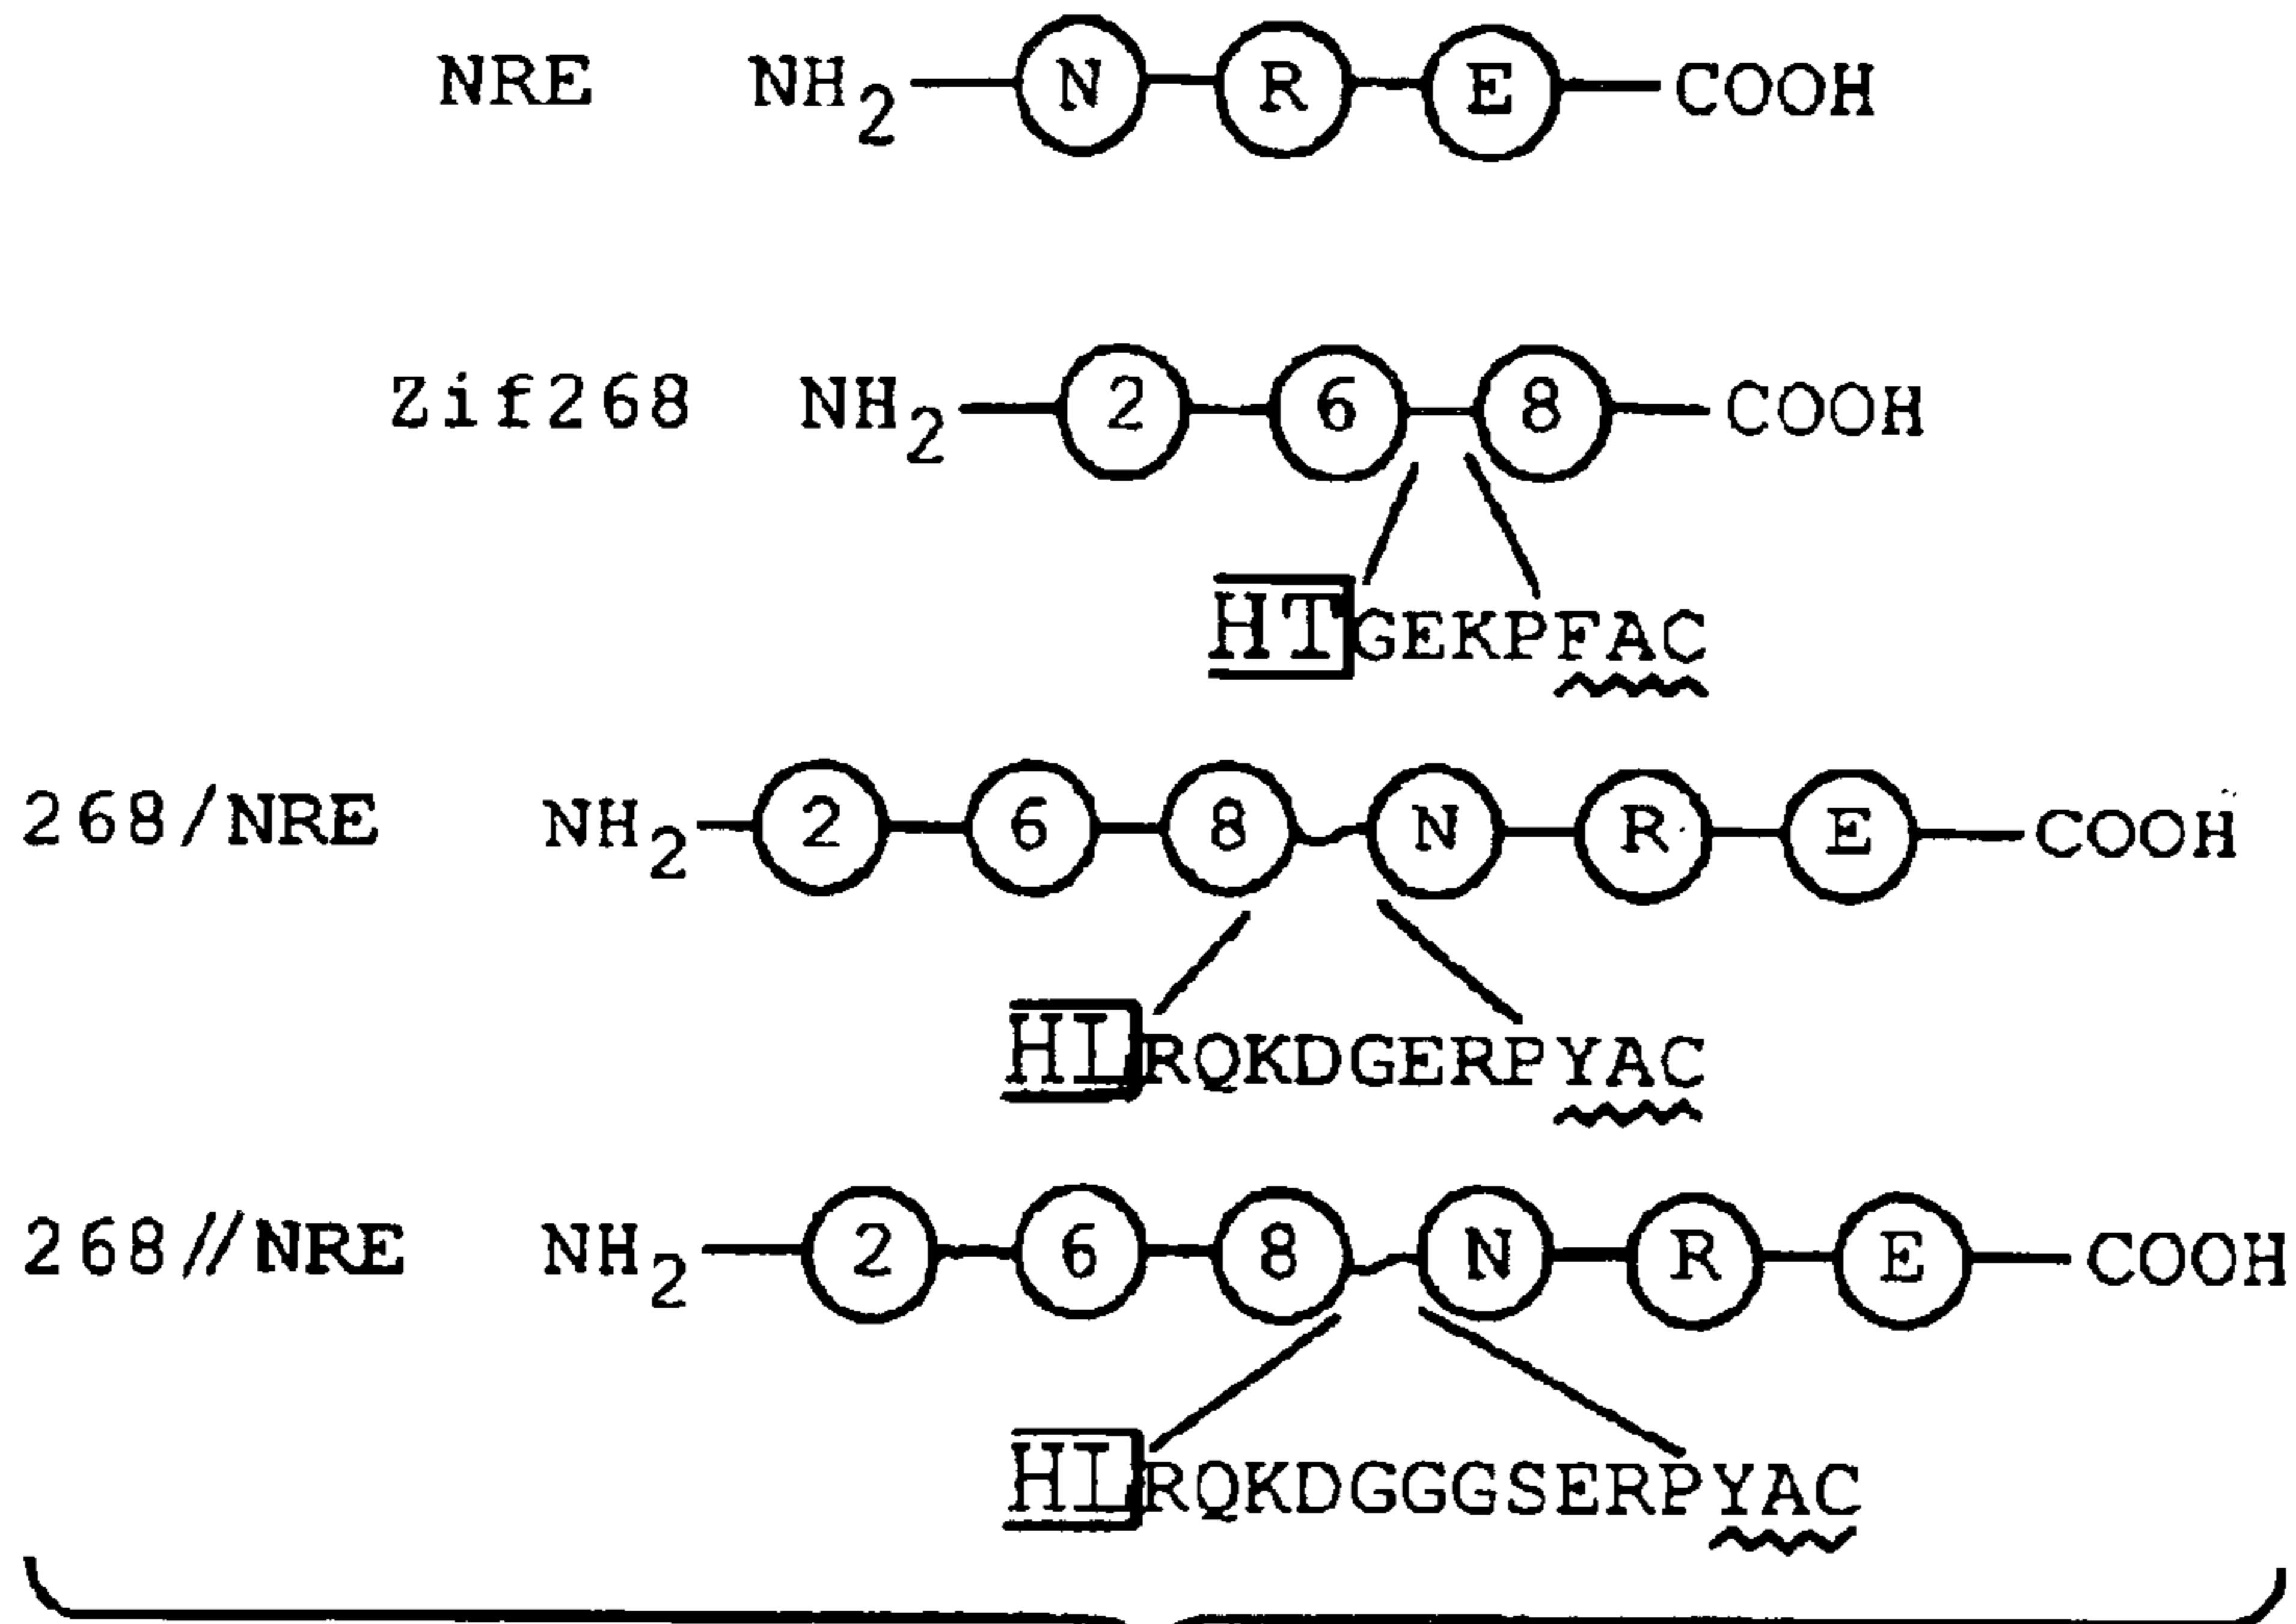 NRE NH2 N R E COOH
Zif268 NH2 2 6 8 COOH
HTGEKPFAC
268/NRE NH2 2 6 8 N R E COOH
HLRQKDGERPYAC
268//NRE NH2 2 6 8 N R E COOH
HLRQKDGGGSERPYAC